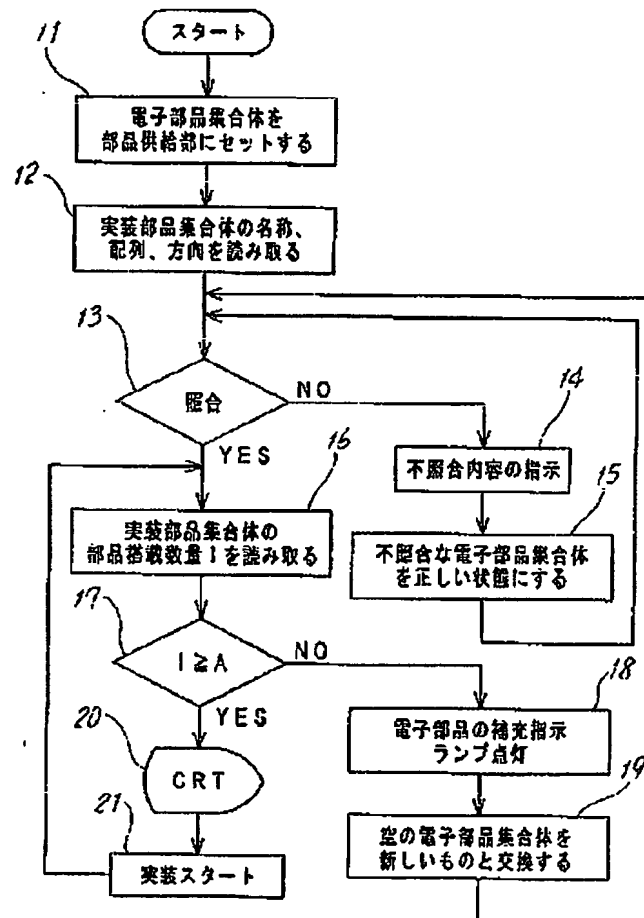 スタート
11
電子部品集合体を
部品供給部にセットする
12
実装部品集合体の名称、
配列、方向を読み取る
13
照合
NO
YES
14
不照合内容の指示
15
不照合な電子部品集合体
を正しい状態にする
16
実装部品集合体の
部品搭載数量Iを読み取る
17
I≧A
NO
YES
18
電子部品の補充指示
ランプ点灯
19
空の電子部品集合体を
新しいものと交換する
20
CRT
21
実装スタート